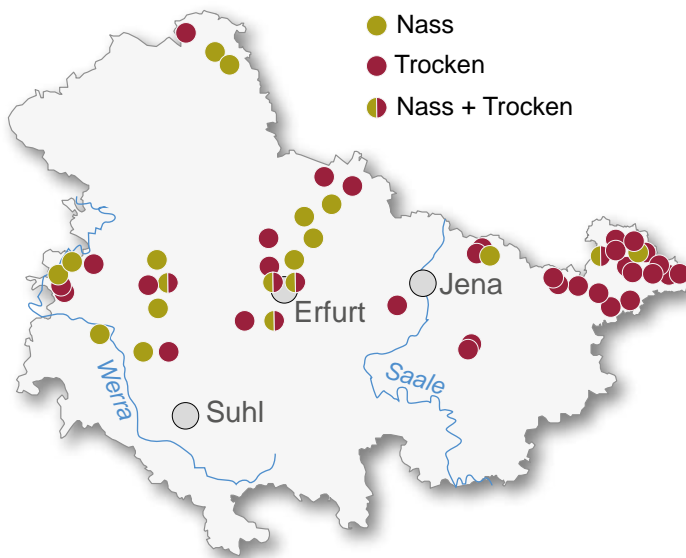 Nass
Trocken
Nass + Trocken
Jena
Erfurt
Werra
Saale
Suhl